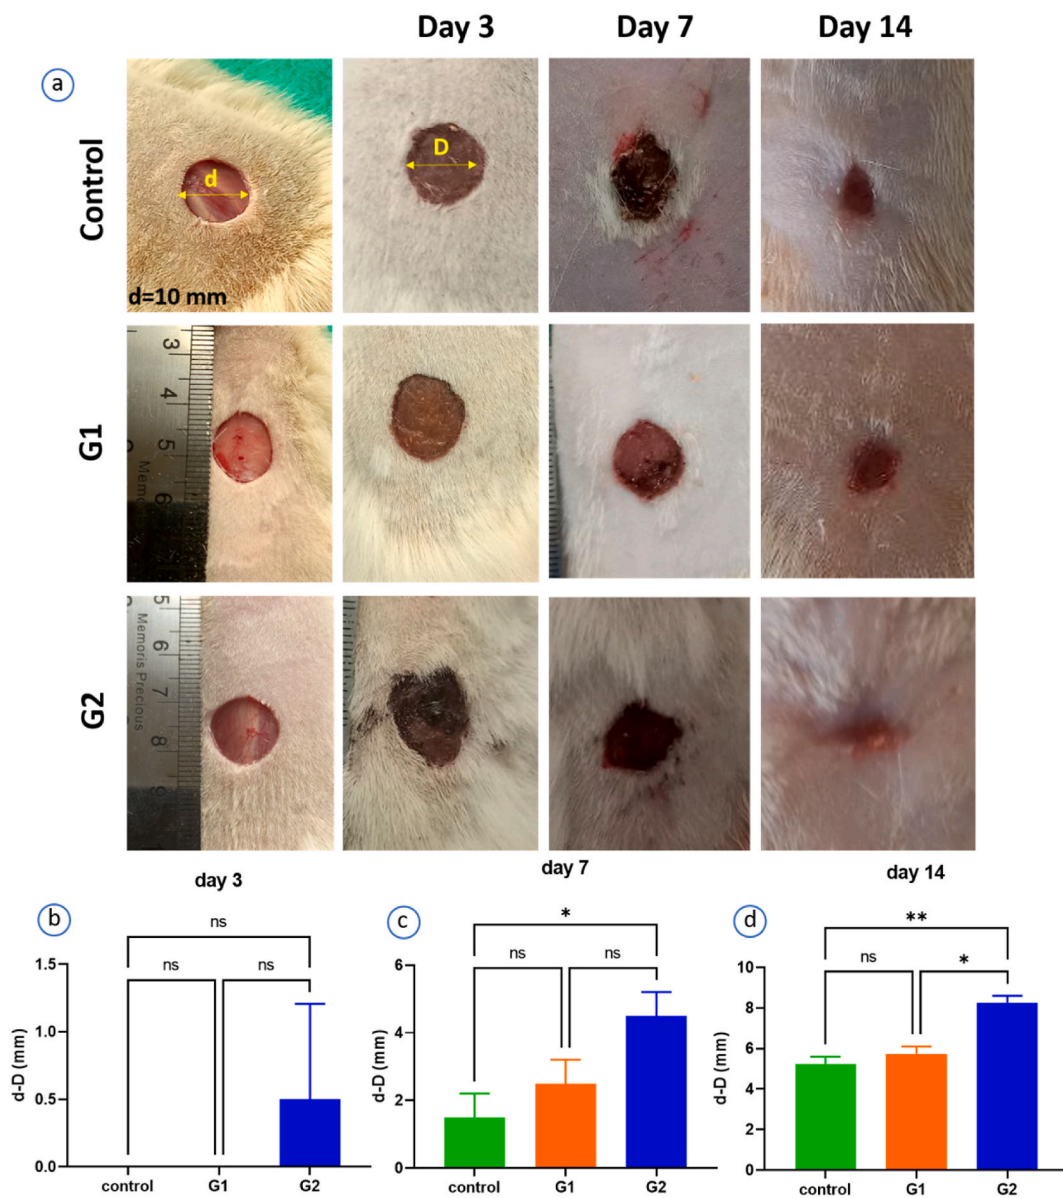 Day 3 Day 7 Day 14
a
Control
d
D
d=10 mm
G1
3
4
5
6
Memoris
G2
5
6
7
8
9
Memoris Precious
day 3 day 7 day 14
b
ns
ns ns
1.5
1.0
0.5
0.0
d-D (mm)
control G1 G2
c
*
ns ns
6
4
2
0
d-D (mm)
control G1 G2
d
**
ns *
10
8
6
4
2
0
d-D (mm)
control G1 G2